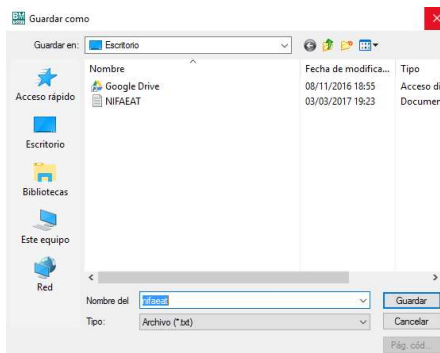 BM
Guardar como
Guardar en:
Escritorio
Nombre
Fecha de modifica...
Tipo
Google Drive
08/11/2016 18:55
Acceso di
NIFAEAT
03/03/2017 19:23
Documer
Acceso rápido
Escritorio
Bibliotecas
Este equipo
Red
Nombre del
nifaeat
Guardar
Tipo:
Archivo (*.txt)
Cancelar
Pág. cód...